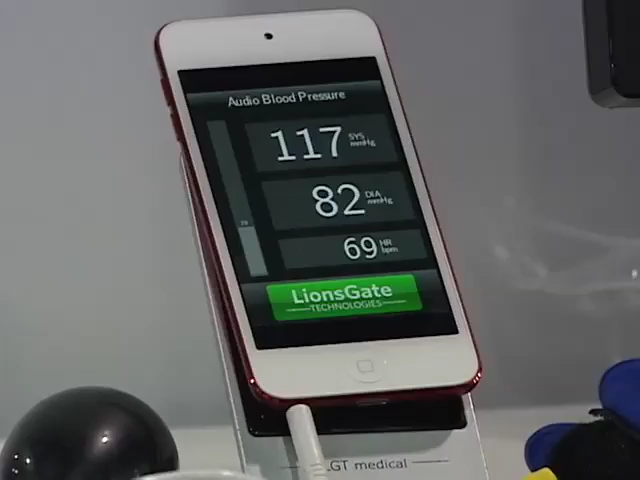 Audio Blood Pressure
117 SYS mmHg
82 DIA mmHg
69 HR bpm
LionsGate
TECHNOLOGIES
LGT medical